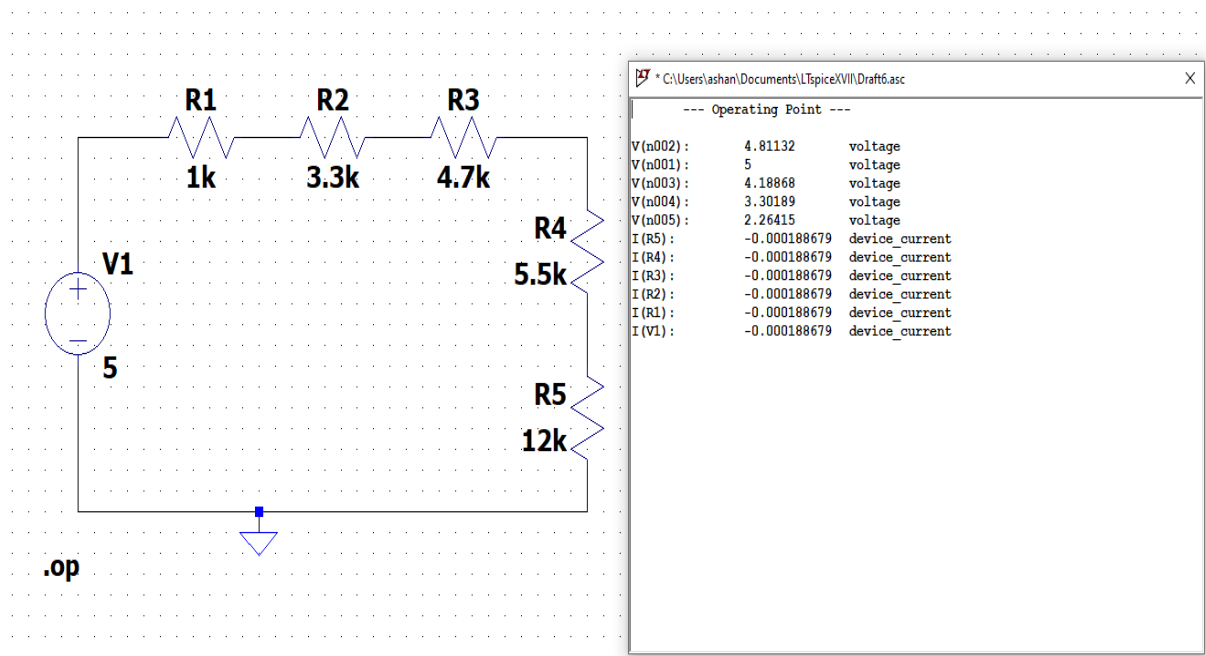 R1 R2 R3
1k 3.3k 4.7k
R4
5.5k
V1
+
−
5
R5
12k
.op
* C:\Users\ashan\Documents\LTspiceXVII\Draft6.asc X
--- Operating Point ---
V(n002): 4.81132 voltage
V(n001): 5 voltage
V(n003): 4.18868 voltage
V(n004): 3.30189 voltage
V(n005): 2.26415 voltage
I(R5): -0.000188679 device_current
I(R4): -0.000188679 device_current
I(R3): -0.000188679 device_current
I(R2): -0.000188679 device_current
I(R1): -0.000188679 device_current
I(V1): -0.000188679 device_current